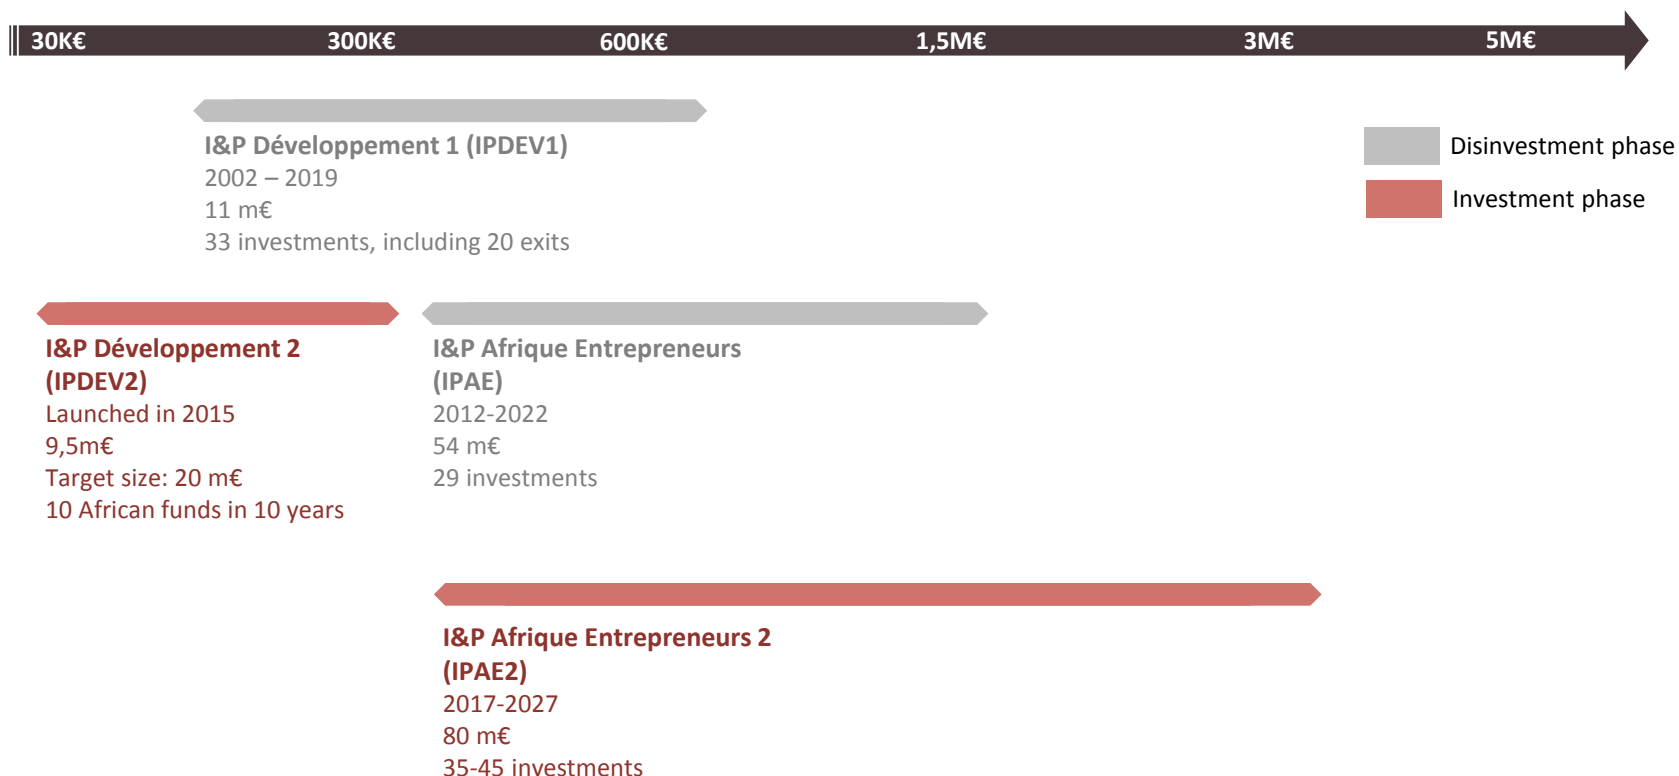 30K€ 300K€ 600K€ 1,5M€ 3M€ 5M€
I&P Développement 1 (IPDEV1)
2002 – 2019
11 m€
33 investments, including 20 exits
Disinvestment phase
Investment phase
I&P Développement 2
(IPDEV2)
Launched in 2015
9,5m€
Target size: 20 m€
10 African funds in 10 years
I&P Afrique Entrepreneurs
(IPAE)
2012-2022
54 m€
29 investments
I&P Afrique Entrepreneurs 2
(IPAE2)
2017-2027
80 m€
35-45 investments